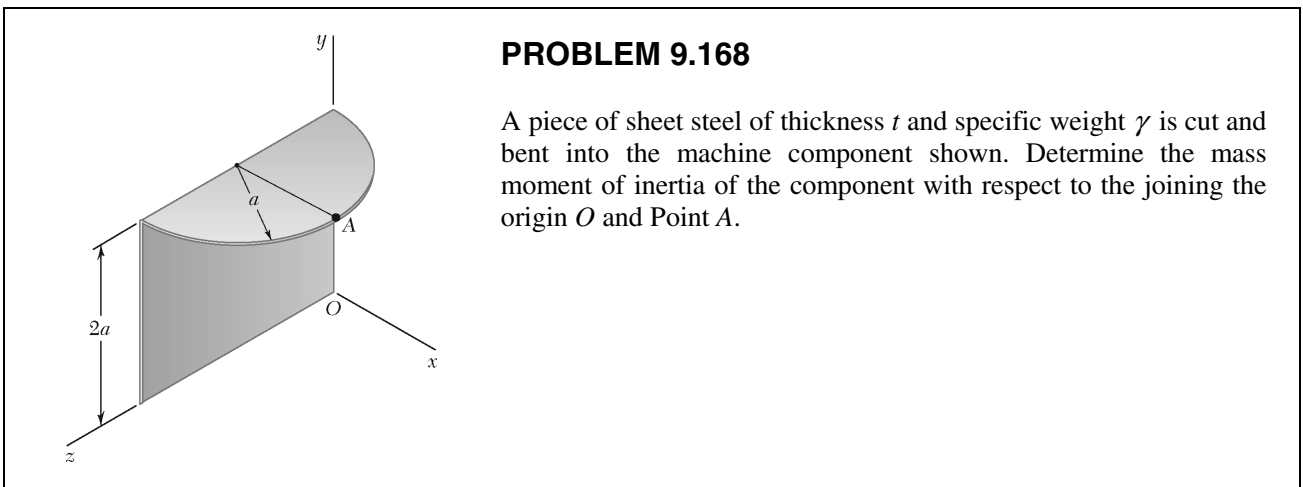 PROBLEM 9.168
A piece of sheet steel of thickness t and specific weight γ is cut and
bent into the machine component shown. Determine the mass
moment of inertia of the component with respect to the joining the
origin O and Point A.
y
a
A
O
2a
x
z